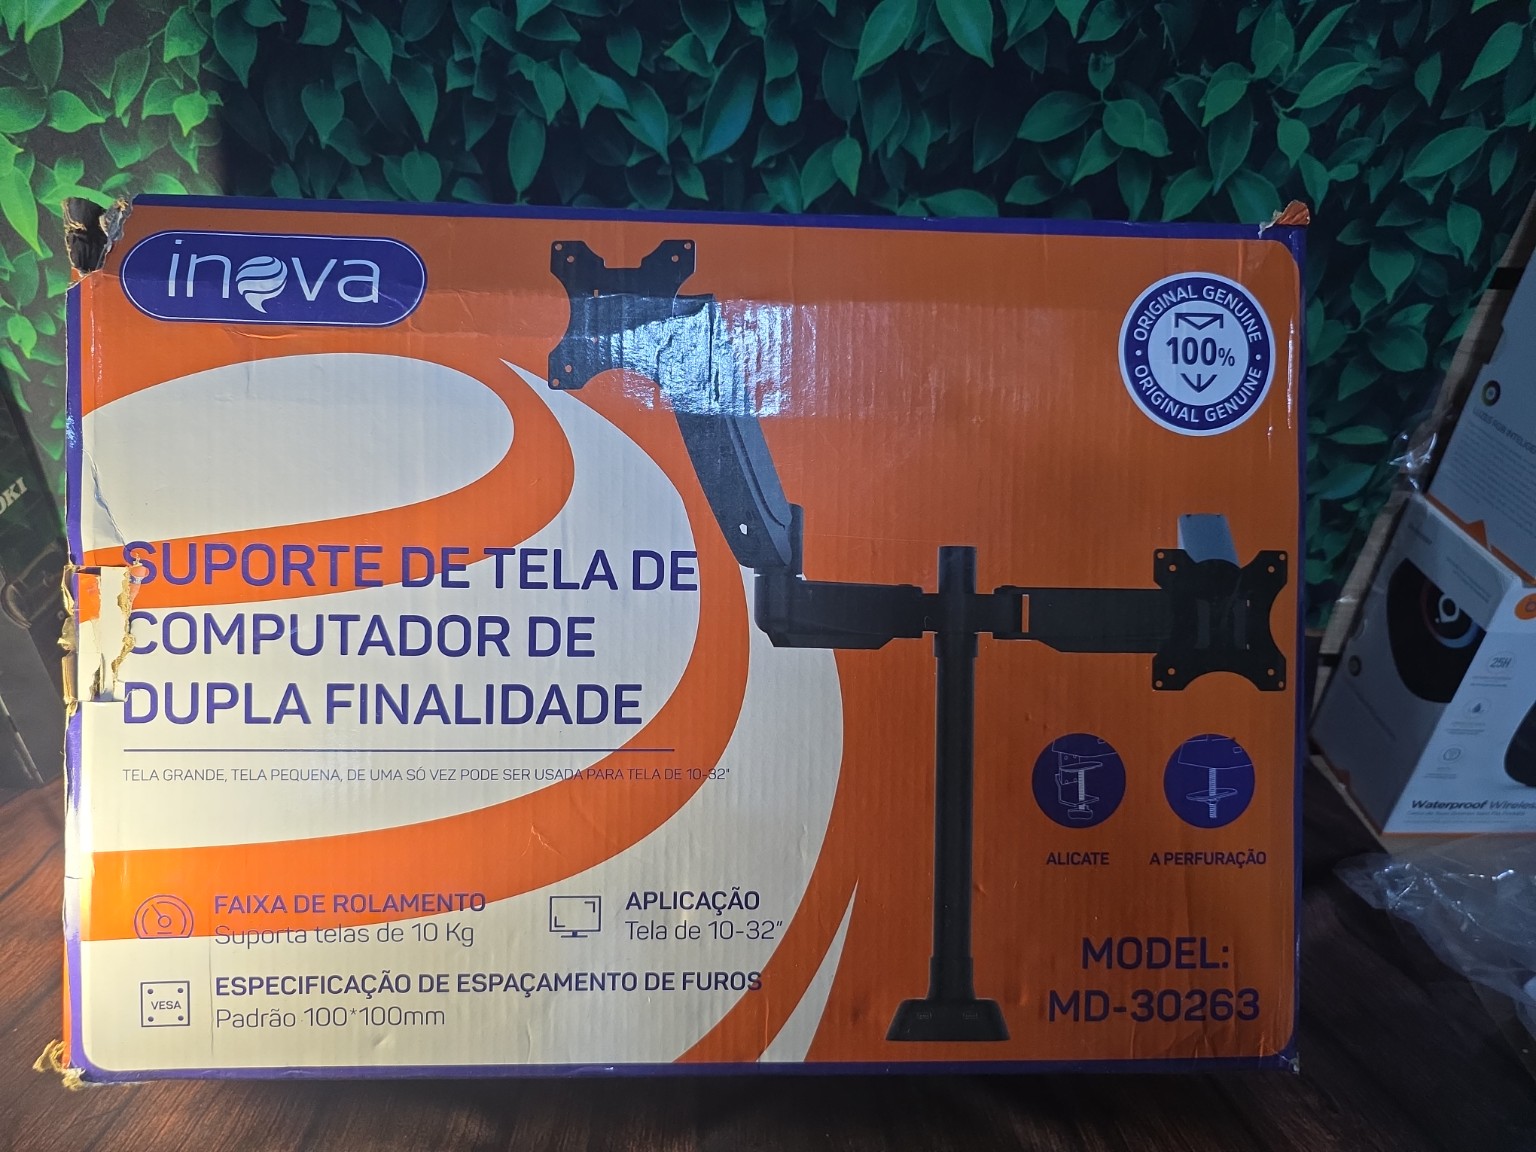 inova
ORIGINAL GENUINE
100%
ORIGINAL GENUINE
SUPORTE DE TELA DE
COMPUTADOR DE
DUPLA FINALIDADE
TELA GRANDE, TELA PEQUENA, DE UMA SÓ VEZ PODE SER USADA PARA TELA DE 10-32"
ALICATE
A PERFURAÇÃO
FAIXA DE ROLAMENTO
Suporta telas de 10 Kg
APLICAÇÃO
Tela de 10-32"
VESA
ESPECIFICAÇÃO DE ESPAÇAMENTO DE FUROS
Padrão 100*100mm
MODEL:
MD-30263
25H
Waterproof Wireless